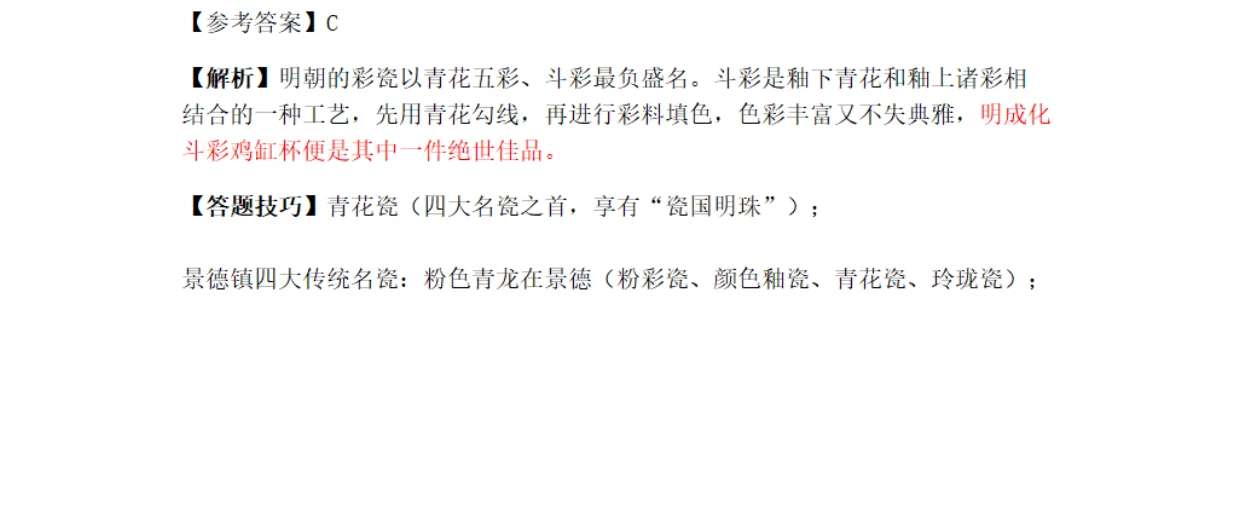 【参考答案】C
【解析】明朝的彩瓷以青花五彩、斗彩最负盛名。斗彩是釉下青花和釉上诸彩相
结合的一种工艺，先用青花勾线，再进行彩料填色，色彩丰富又不失典雅，明成化
斗彩鸡缸杯便是其中一件绝世佳品。
【答题技巧】青花瓷（四大名瓷之首，享有“瓷国明珠”）；
景德镇四大传统名瓷：粉色青龙在景德（粉彩瓷、颜色釉瓷、青花瓷、玲珑瓷）；